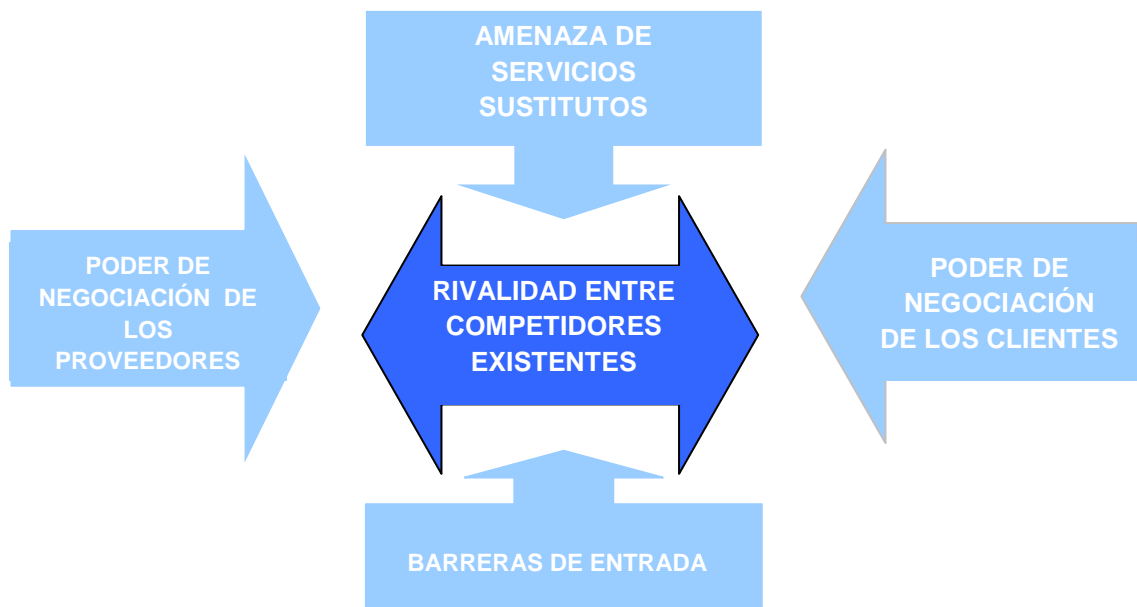 AMENAZA DE
SERVICIOS
SUSTITUTOS
PODER DE
NEGOCIACIÓN DE
LOS
PROVEEDORES
RIVALIDAD ENTRE
COMPETIDORES
EXISTENTES
PODER DE
NEGOCIACIÓN
DE LOS CLIENTES
BARRERAS DE ENTRADA